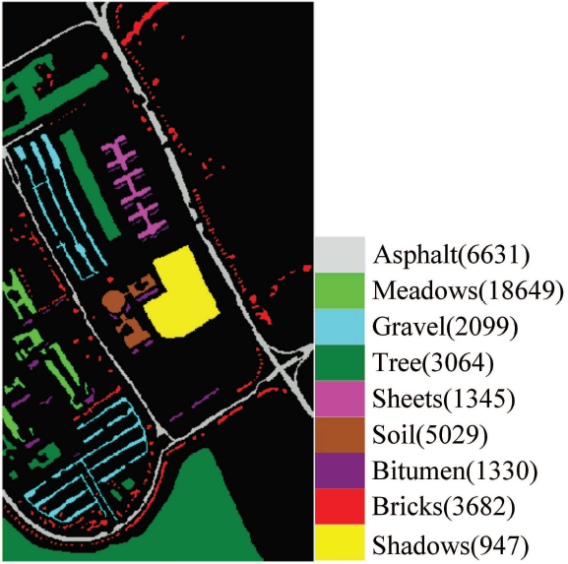 Asphalt(6631)
Meadows(18649)
Gravel(2099)
Tree(3064)
Sheets(1345)
Soil(5029)
Bitumen(1330)
Bricks(3682)
Shadows(947)